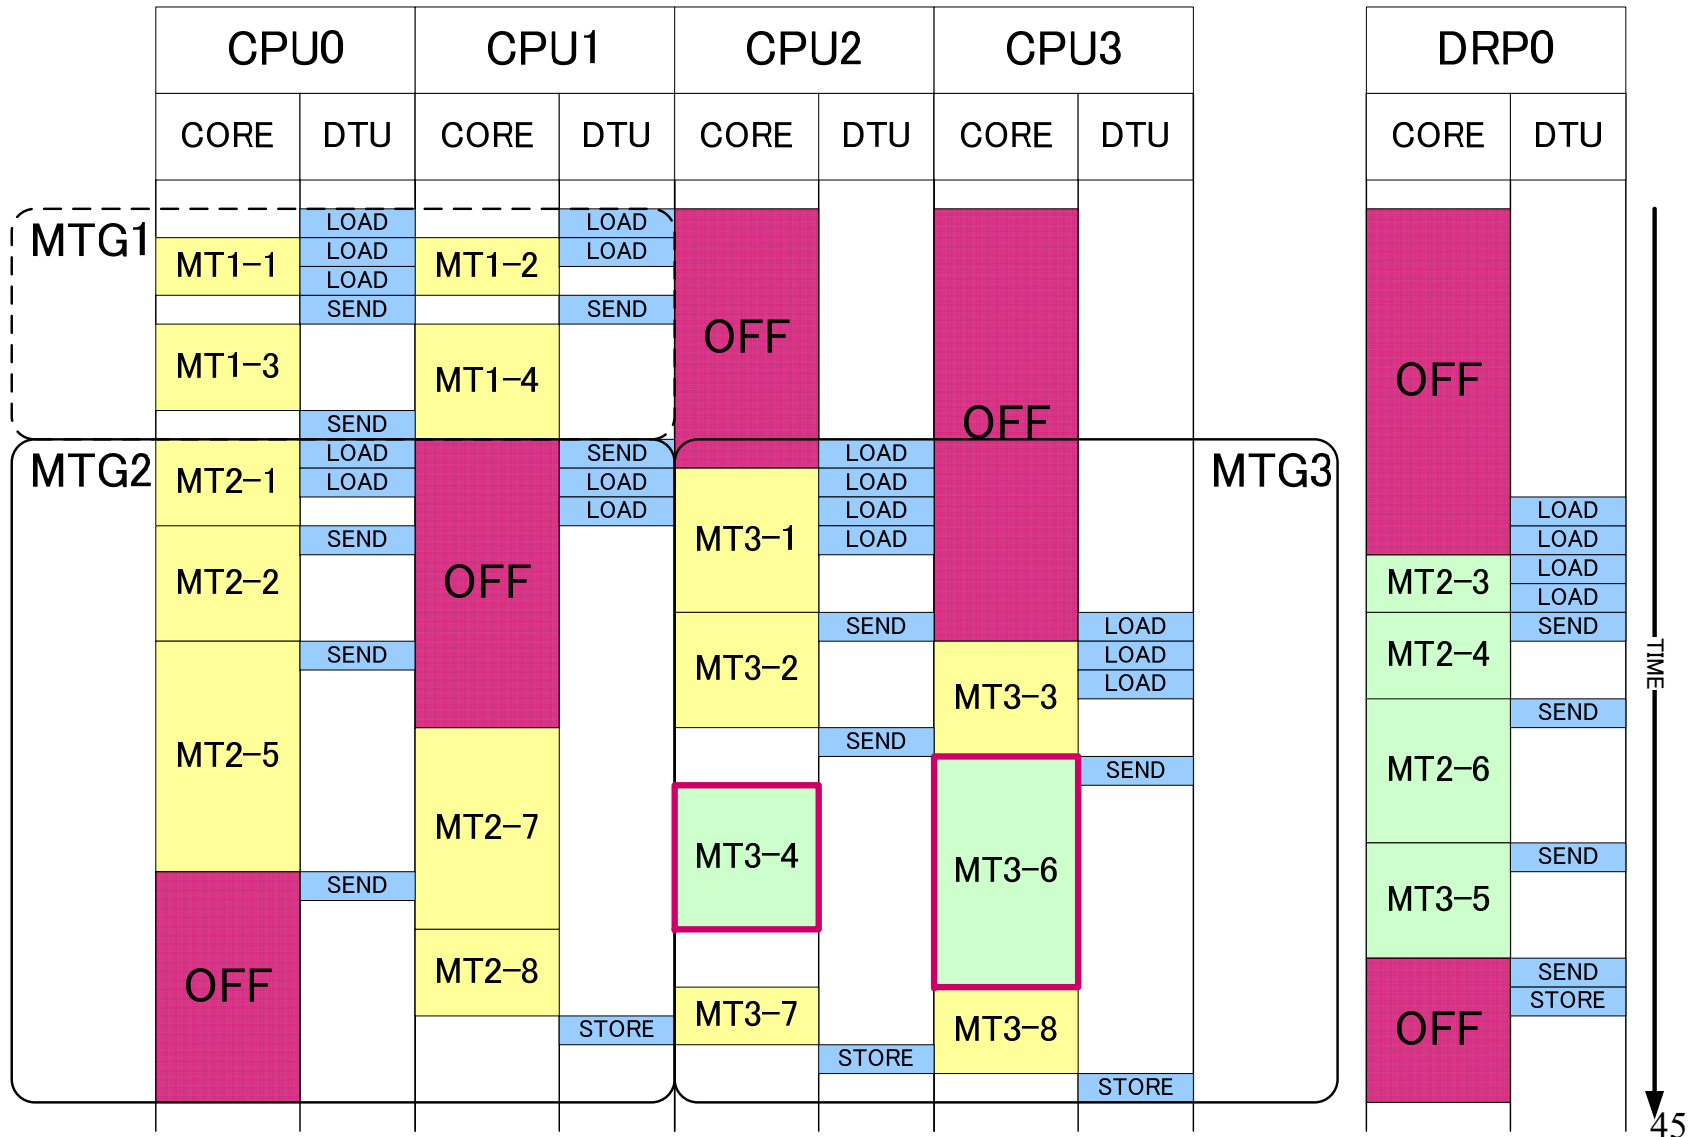 CPU0 CPU1 CPU2 CPU3 DRP0
CORE DTU CORE DTU CORE DTU CORE DTU CORE DTU
LOAD LOAD
MTG1
LOAD LOAD
MT1-1 MT1-2
LOAD
SEND SEND
OFF
MT1-3
MT1-4 OFF
OFF
SEND
LOAD SEND LOAD
MTG2 MTG3
MT2-1
LOAD LOAD LOAD
LOAD LOAD LOAD
SEND MT3-1 LOAD LOAD
LOAD
MT2-2 OFF MT2-3
LOAD
SEND LOAD SEND
SEND LOAD MT2-4
TIME
MT3-2
LOAD
MT3-3
SEND
SEND
MT2-5 SEND MT2-6
MT2-7
MT3-4 SEND
MT3-6
SEND
MT3-5
MT2-8 SEND
OFF
STORE
MT3-7
STORE MT3-8 OFF
STORE
STORE
45